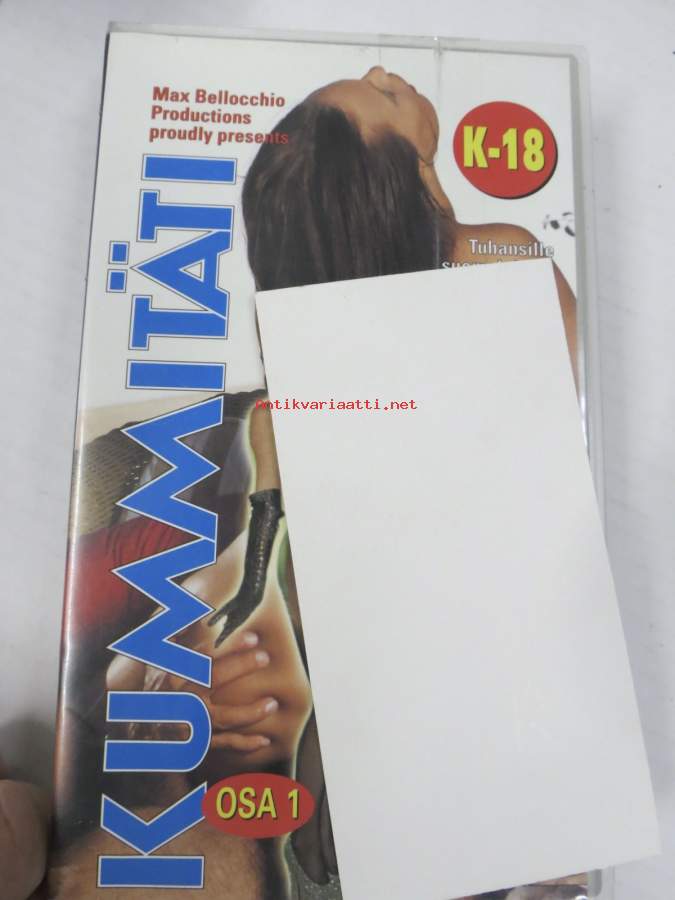 Max Bellocchio
Productions
proudly presents
K-18
Tuhansille
KUMMITÄTI
antikvariaatti.net
OSA 1